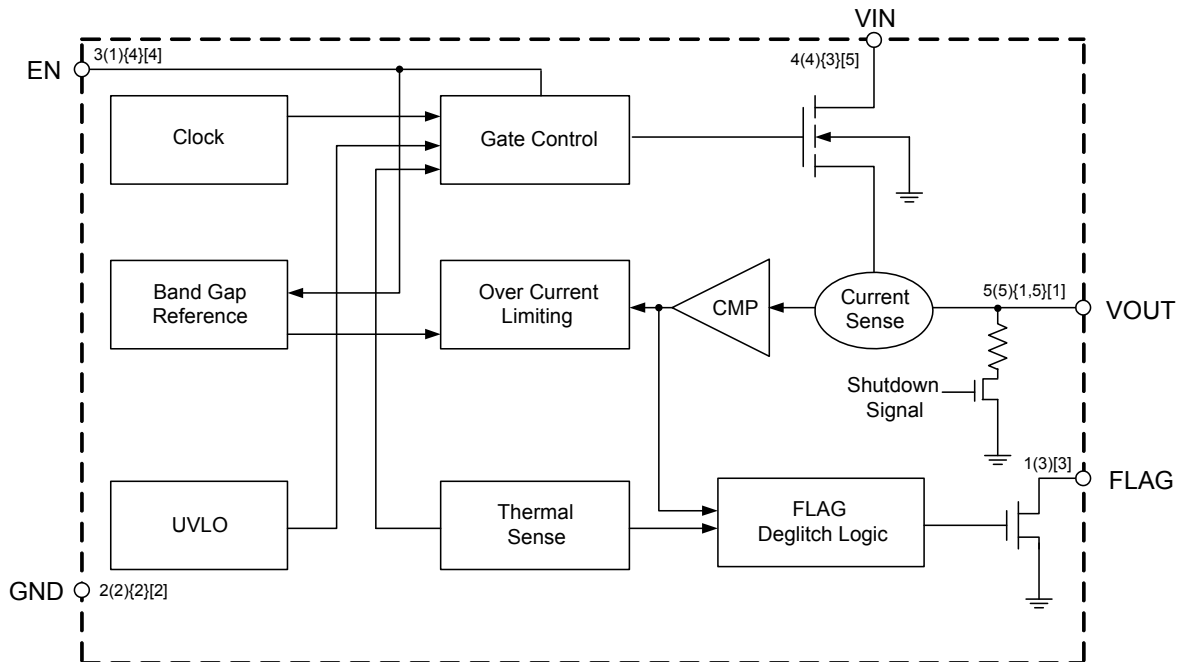 VIN
3(1){4}[4]
4(4){3}[5]
EN
Clock
Gate Control
Band Gap
Reference
Over Current
Limiting
CMP
Current
Sense
5(5){1,5}[1]
VOUT
Shutdown
Signal
1(3)[3]
FLAG
UVLO
Thermal
Sense
FLAG
Deglitch Logic
GND
2(2){2}[2]